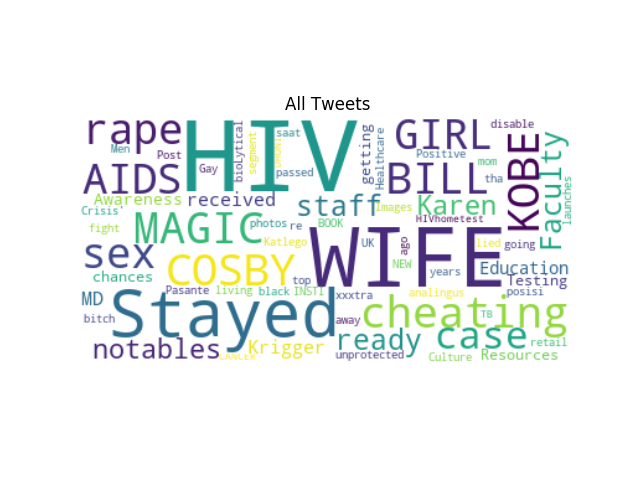 All Tweets
rape
HIV
GIRL
disable
KOBE
Faculty
launches
Men
Post
Gay
bioLytical
segment
saat
passed
getting
Healthcare
Positive
mom
tha
AIDS
BILL
Awareness
received
staff
Images
Karen
Crisis'
fight
MAGIC
photos
re
BOOK
HIVhometest
sex
Katlego
WIFE
UK
ago
NEW
lied
going
chances
COSBY
top
years
Education
Testing
MD
Pasante
living
black
INSTI
xxxtra
analingus
posisi
bitch
Stayed
away
cheating
TB
case
retail
notables
CANCER
Krigger
ready
unprotected
Culture
Resources